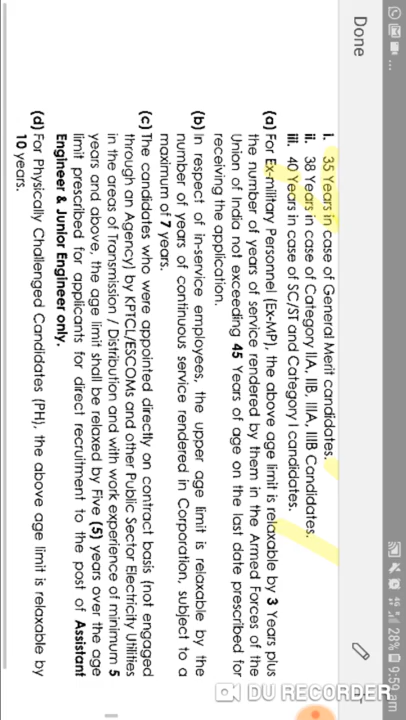 Done
i. 35 Years in case of General Merit candidates.
ii. 38 Years in case of Category IIA, IIB, IIIA, IIIB Candidates.
iii. 40 Years in case of SC/ST and Category I candidates.
(a) For Ex-military Personnel (Ex-MP), the above age limit is relaxable by 3 Years plus
the number of years of service rendered by them in the Armed Forces of the
Union of India not exceeding 45 Years of age on the last date prescribed for
receiving the application.
(b) In respect of in-service employees, the upper age limit is relaxable by the
number of years of continuous service rendered in Corporation, subject to a
maximum of 7 years.
(c) The candidates who were appointed directly on contract basis (not engaged
through an Agency) by KPTCL/ESCOMs and other Public Sector Electricity Utilities
in the areas of Transmission / Distribution and with work experience of minimum 5
years and above, the age limit shall be relaxed by Five (5) years over the age
limit prescribed for applicants for direct recruitment to the post of Assistant
Engineer & Junior Engineer only.
(d) For Physically Challenged Candidates (PH), the above age limit is relaxable by
10 years.
28% 9:59 am
DU RECORDER